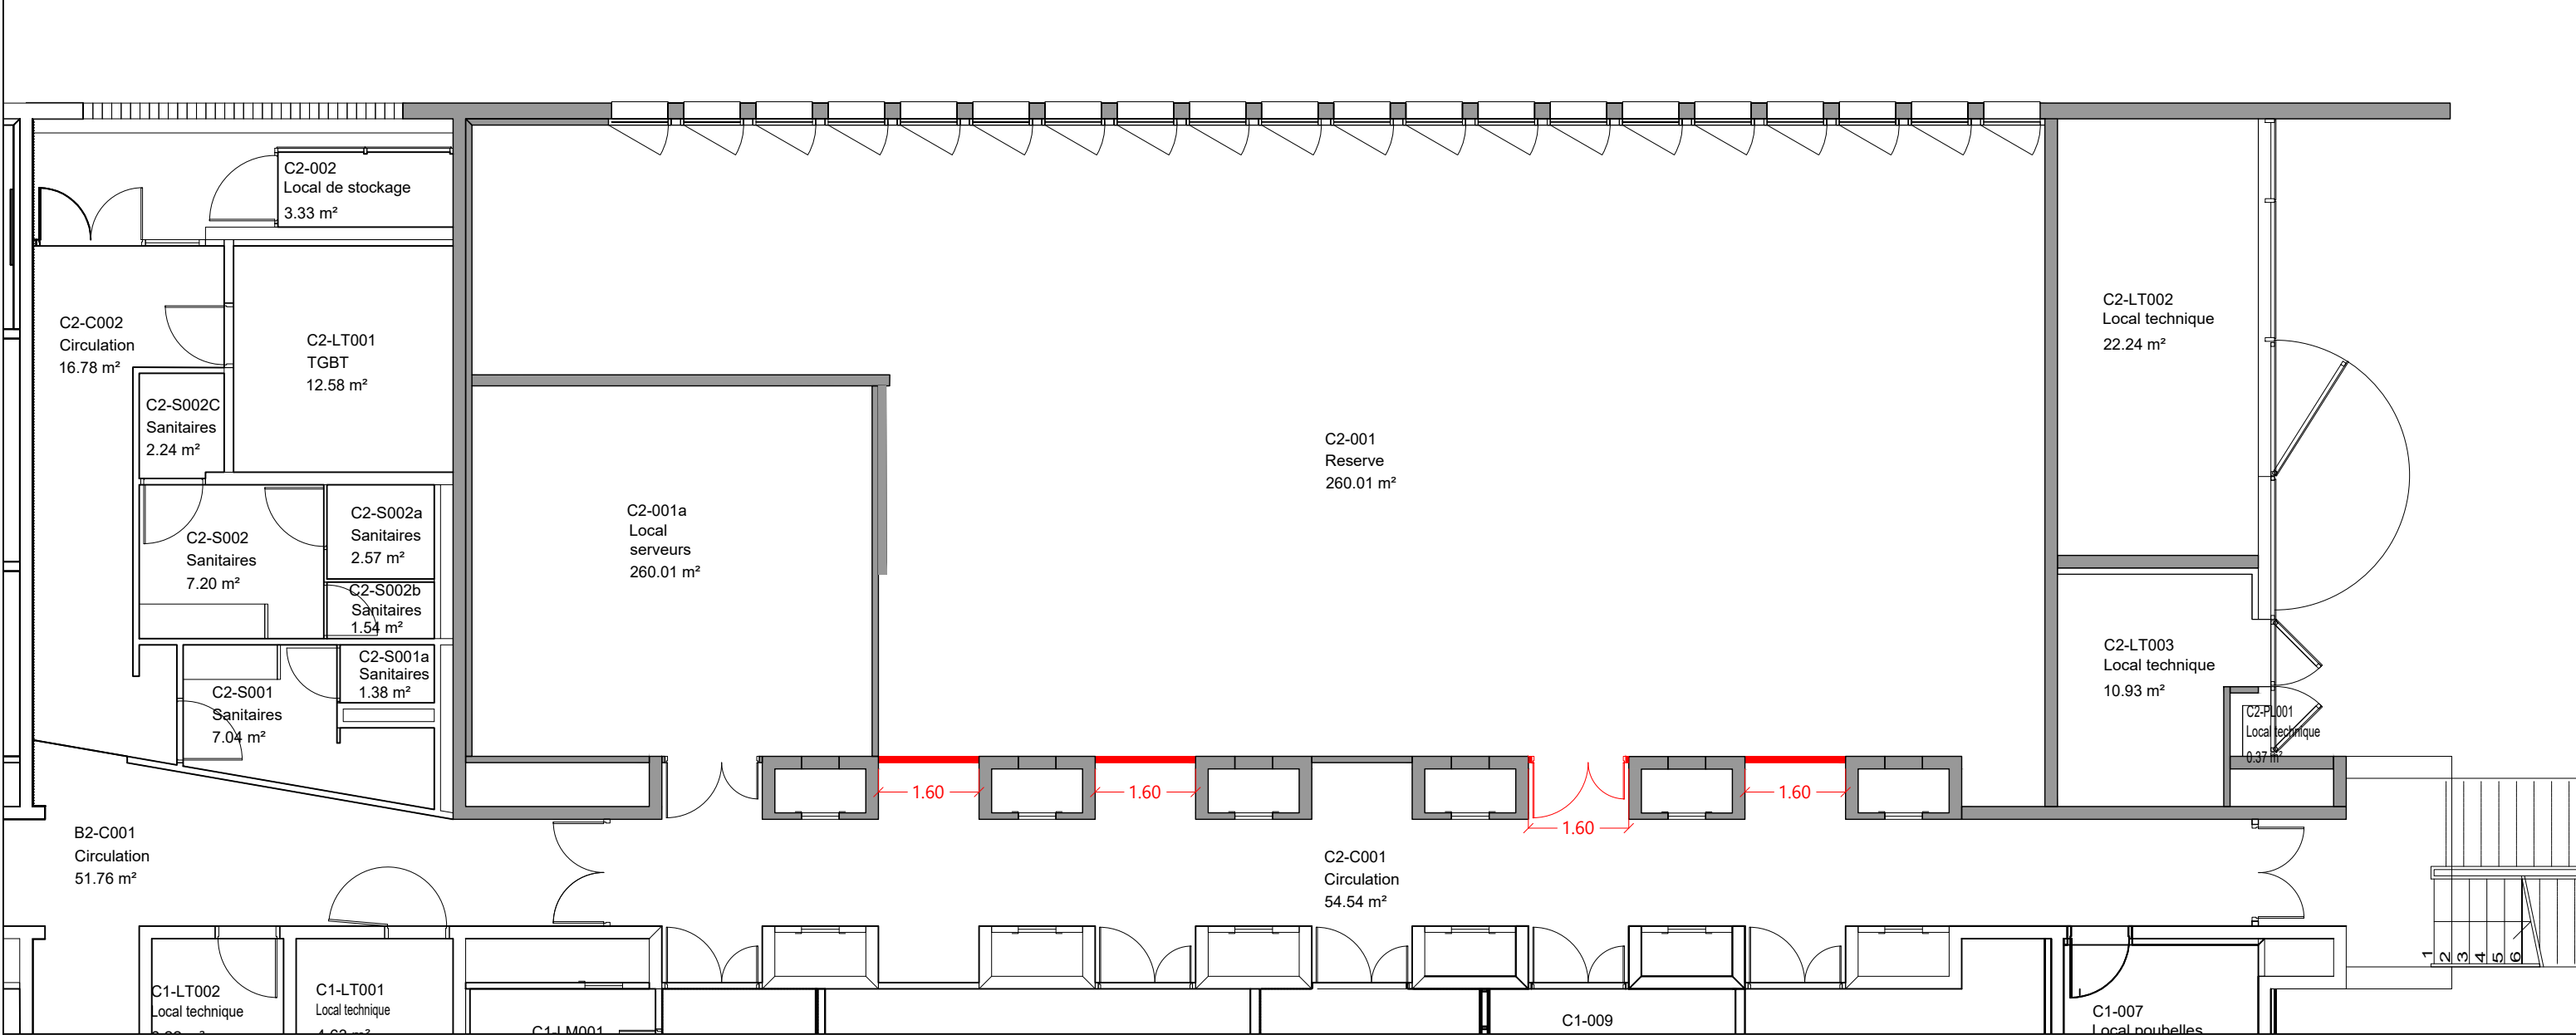 C2-002
Local de stockage
3.33 m²
C2-C002
Circulation
16.78 m²
C2-LT001
TGBT
12.58 m²
C2-S002C
Sanitaires
2.24 m²
C2-S002
Sanitaires
7.20 m²
C2-S002a
Sanitaires
2.57 m²
C2-S002b
Sanitaires
1.54 m²
C2-S001a
Sanitaires
1.38 m²
C2-S001
Sanitaires
7.04 m²
C2-001a
Local
serveurs
260.01 m²
C2-001
Reserve
260.01 m²
C2-LT002
Local technique
22.24 m²
C2-LT003
Local technique
10.93 m²
C2-PL001
Local technique
0.37 m²
1.60
1.60
1.60
1.60
B2-C001
Circulation
51.76 m²
C2-C001
Circulation
54.54 m²
1 2 3 4 5 6
C1-LT002
Local technique
C1-LT001
Local technique
C1-LM001
C1-009
C1-007
Local poubelles